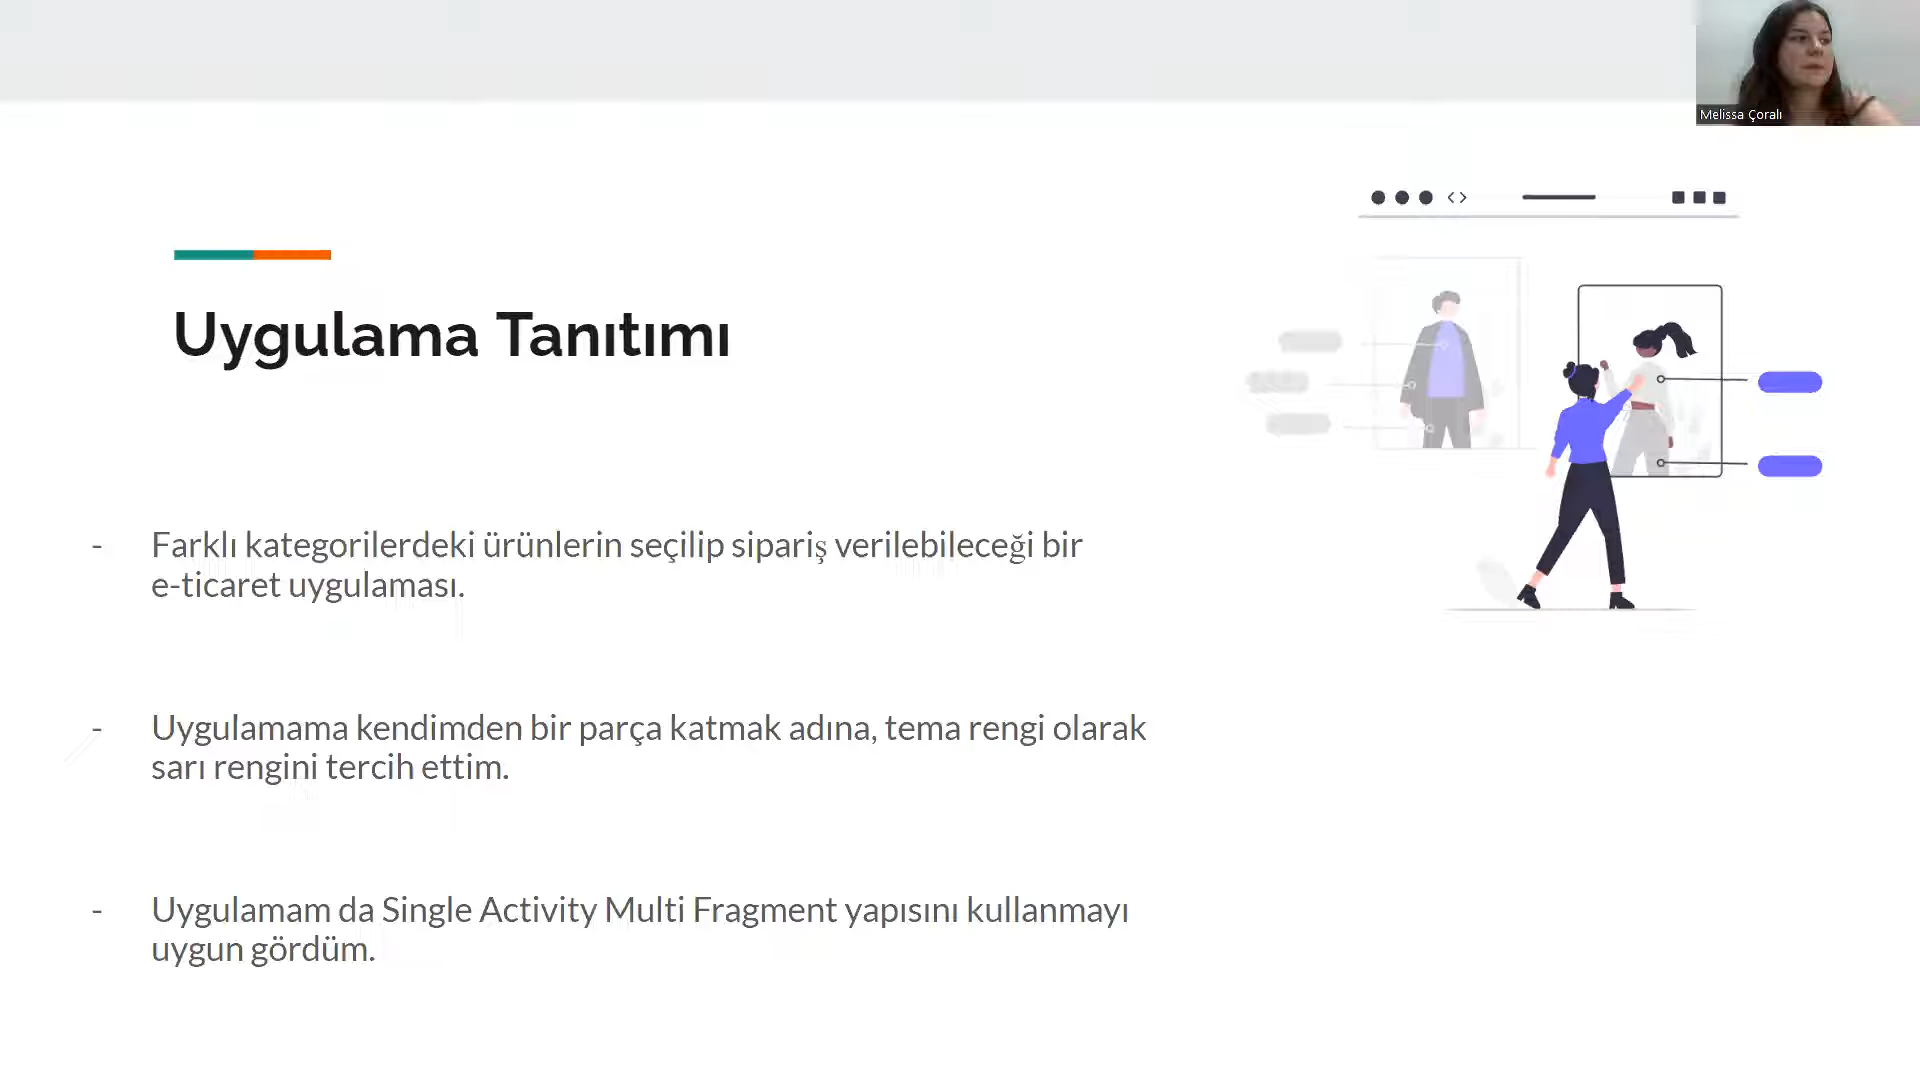 Melissa Çoralı
Uygulama Tanıtımı
- Farklı kategorilerdeki ürünlerin seçilip sipariş verilebileceği bir
e-ticaret uygulaması.
- Uygulamama kendimden bir parça katmak adına, tema rengi olarak
sarı rengini tercih ettim.
- Uygulamam da Single Activity Multi Fragment yapısını kullanmayı
uygun gördüm.